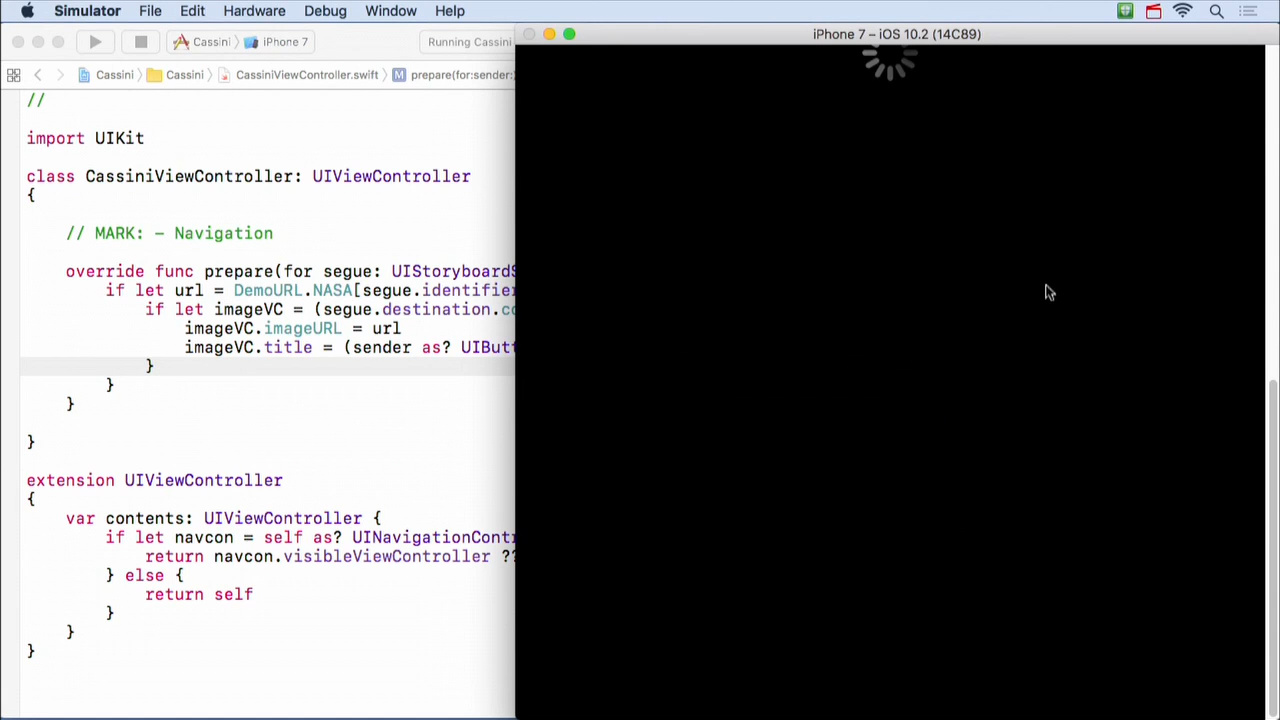 Simulator File Edit Hardware Debug Window Help
Cassini iPhone 7 Running Cassini
iPhone 7 – iOS 10.2 (14C89)
Cassini Cassini CassiniViewController.swift M prepare(for:sender:)
//
import UIKit
class CassiniViewController: UIViewController
{
// MARK: - Navigation
override func prepare(for segue: UIStoryboardS
if let url = DemoURL.NASA[segue.identifier
if let imageVC = (segue.destination.co
imageVC.imageURL = url
imageVC.title = (sender as? UIButt
}
}
}
}
extension UIViewController
{
var contents: UIViewController {
if let navcon = self as? UINavigationContr
return navcon.visibleViewController ??
} else {
return self
}
}
}